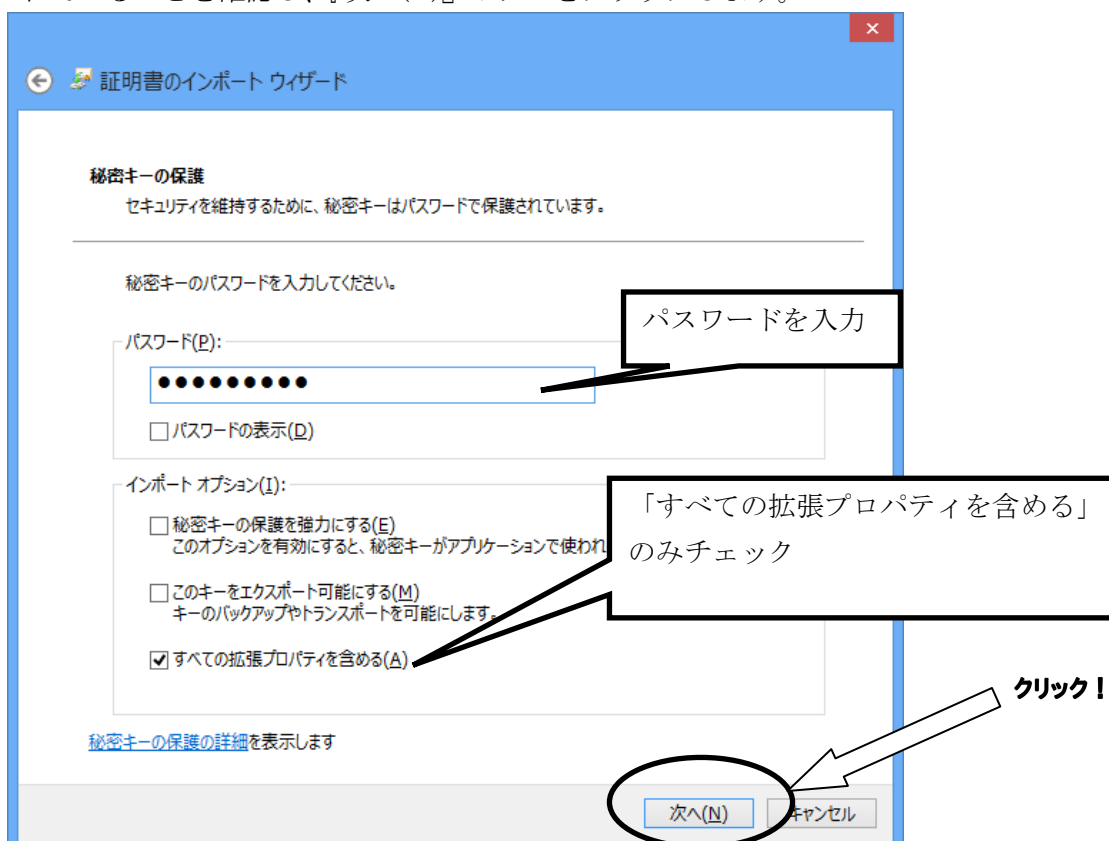 ×
証明書のインポート ウィザード
秘密キーの保護
セキュリティを維持するために、秘密キーはパスワードで保護されています。
秘密キーのパスワードを入力してください。
パスワードを入力
パスワード(P):
●●●●●●●●●
パスワードの表示(D)
インポート オプション(I):
「すべての拡張プロパティを含める」
のみチェック
秘密キーの保護を強力にする(E)
このオプションを有効にすると、秘密キーがアプリケーションで使われ
このキーをエクスポート可能にする(M)
キーのバックアップやトランスポートを可能にします。
すべての拡張プロパティを含める(A)
クリック！
秘密キーの保護の詳細を表示します
次へ(N)
キャンセル